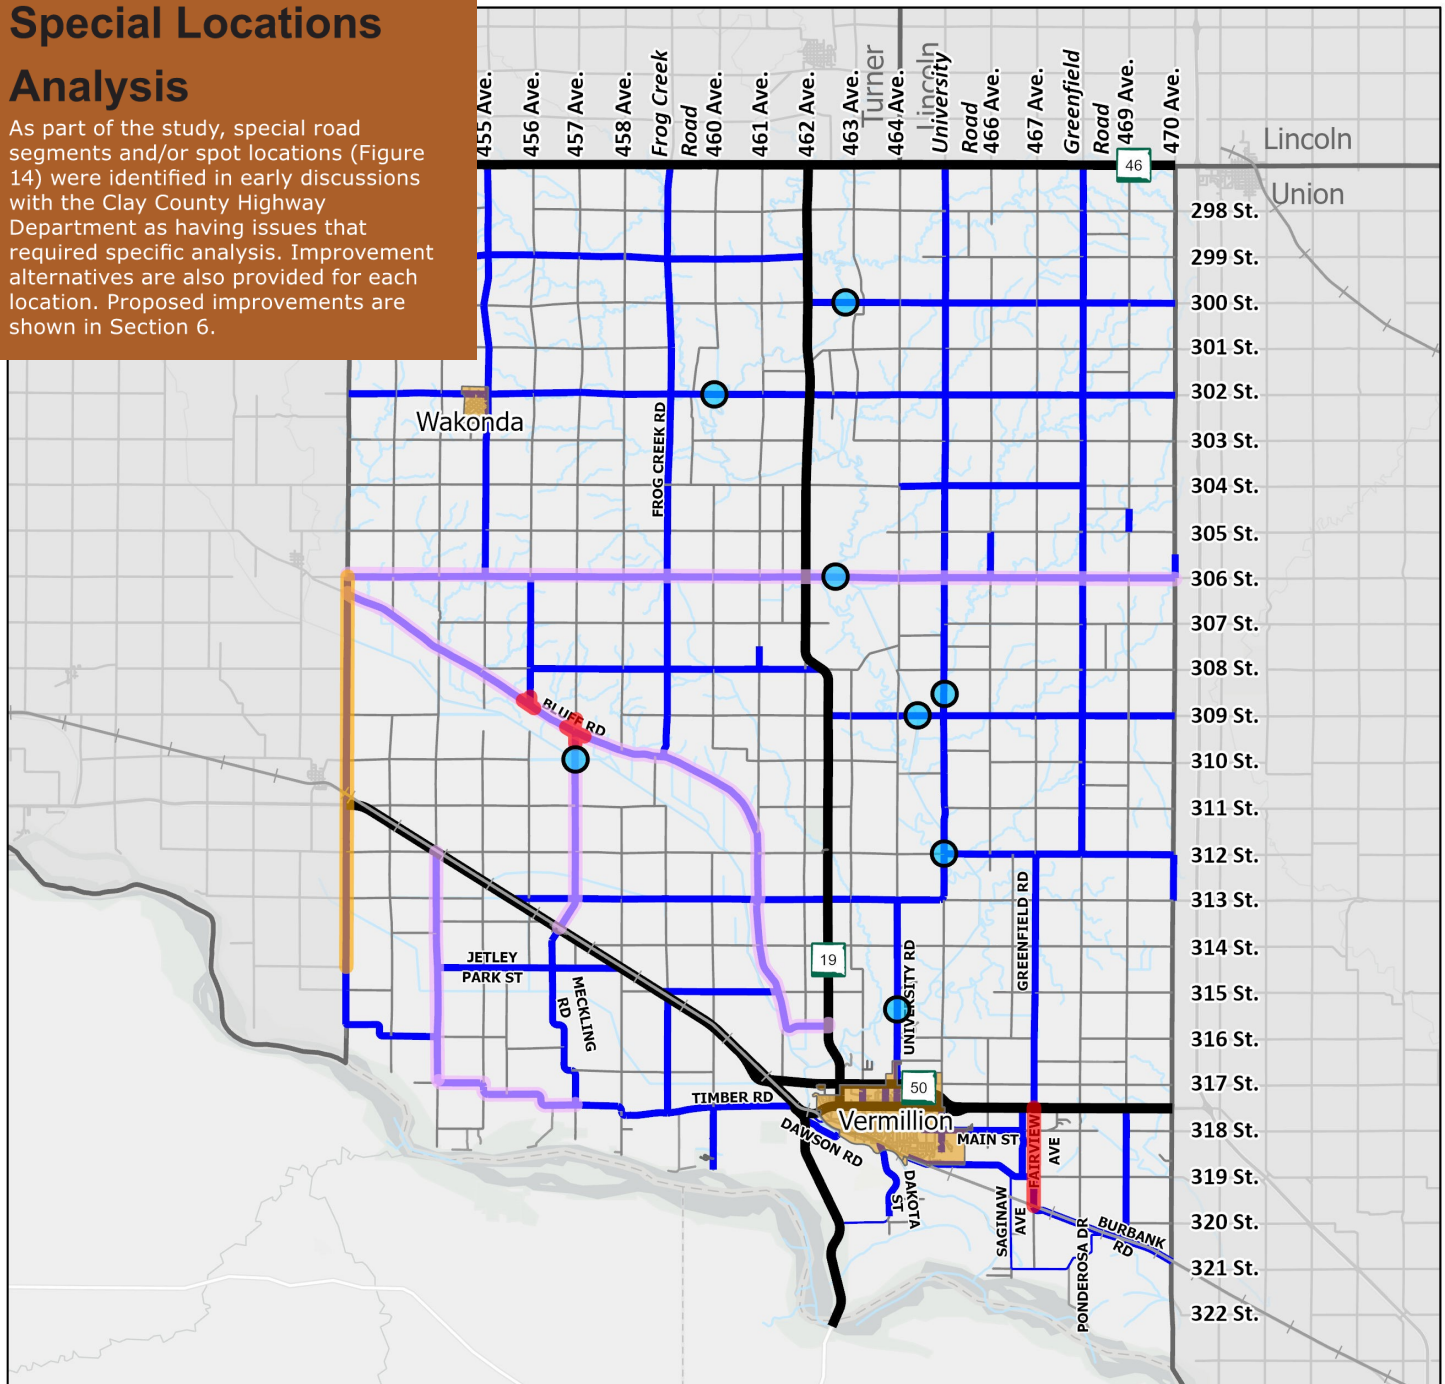 Special Locations
Analysis
As part of the study, special road
segments and/or spot locations (Figure
14) were identified in early discussions
with the Clay County Highway
Department as having issues that
required specific analysis. Improvement
alternatives are also provided for each
location. Proposed improvements are
shown in Section 6.
455 Ave.
456 Ave.
457 Ave.
458 Ave.
Frog Creek
Road
460 Ave.
461 Ave.
462 Ave.
463 Ave.
Turner
464 Ave.
Lincoln
University
Road
466 Ave.
467 Ave.
Greenfield
Road
469 Ave.
470 Ave.
46
Lincoln
Union
298 St.
299 St.
300 St.
301 St.
302 St.
Wakonda
303 St.
FROG CREEK RD
304 St.
305 St.
306 St.
307 St.
308 St.
BLUFF RD
309 St.
310 St.
311 St.
312 St.
GREENFIELD RD
313 St.
UNIVERSITY RD
314 St.
19
JETLEY
PARK ST
MECKLING
RD
315 St.
316 St.
317 St.
50
TIMBER RD
Vermillion
DAWSON RD
MAIN ST
FAIRVIEW
AVE
318 St.
319 St.
DAKOTA
ST
SAGINAW
AVE
PONDEROSA DR
BURBANK
RD
320 St.
321 St.
322 St.